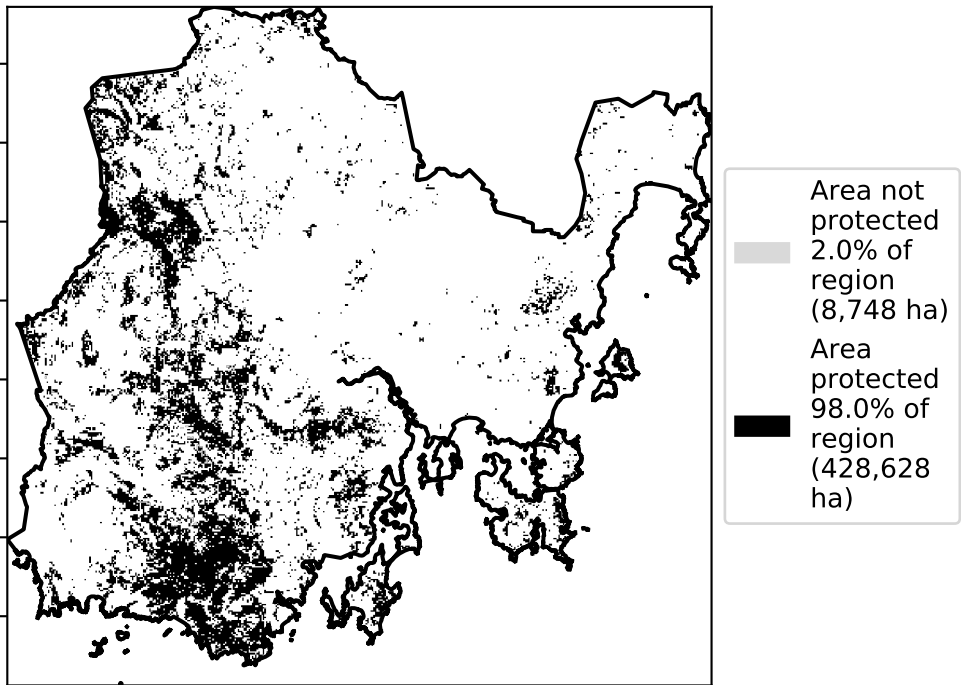 Area not
protected
2.0% of
region
(8,748 ha)
Area
protected
98.0% of
region
(428,628
ha)